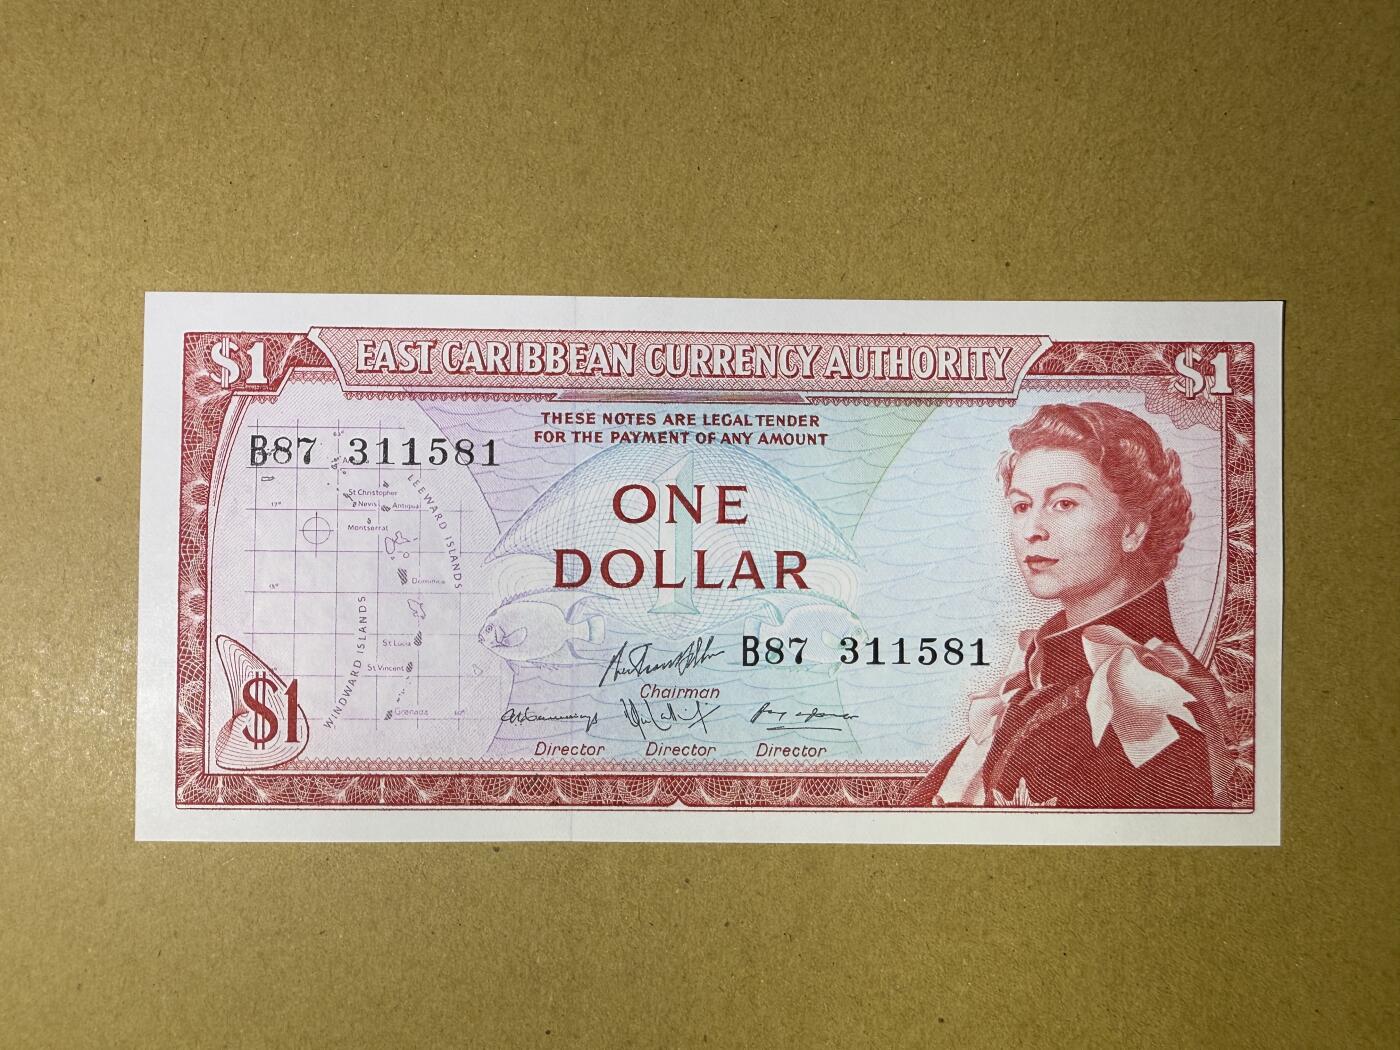 $1 EAST CARIBBEAN CURRENCY AUTHORITY $1
THESE NOTES ARE LEGAL TENDER
FOR THE PAYMENT OF ANY AMOUNT
B87 311581
LEEWARD ISLANDS
St Christopher
Nevis
Antigua
Montserrat
Dominica
St Lucia
St Vincent
Grenada
WINDWARD ISLANDS
1
ONE
DOLLAR
B87 311581
Chairman
Director Director Director
$1